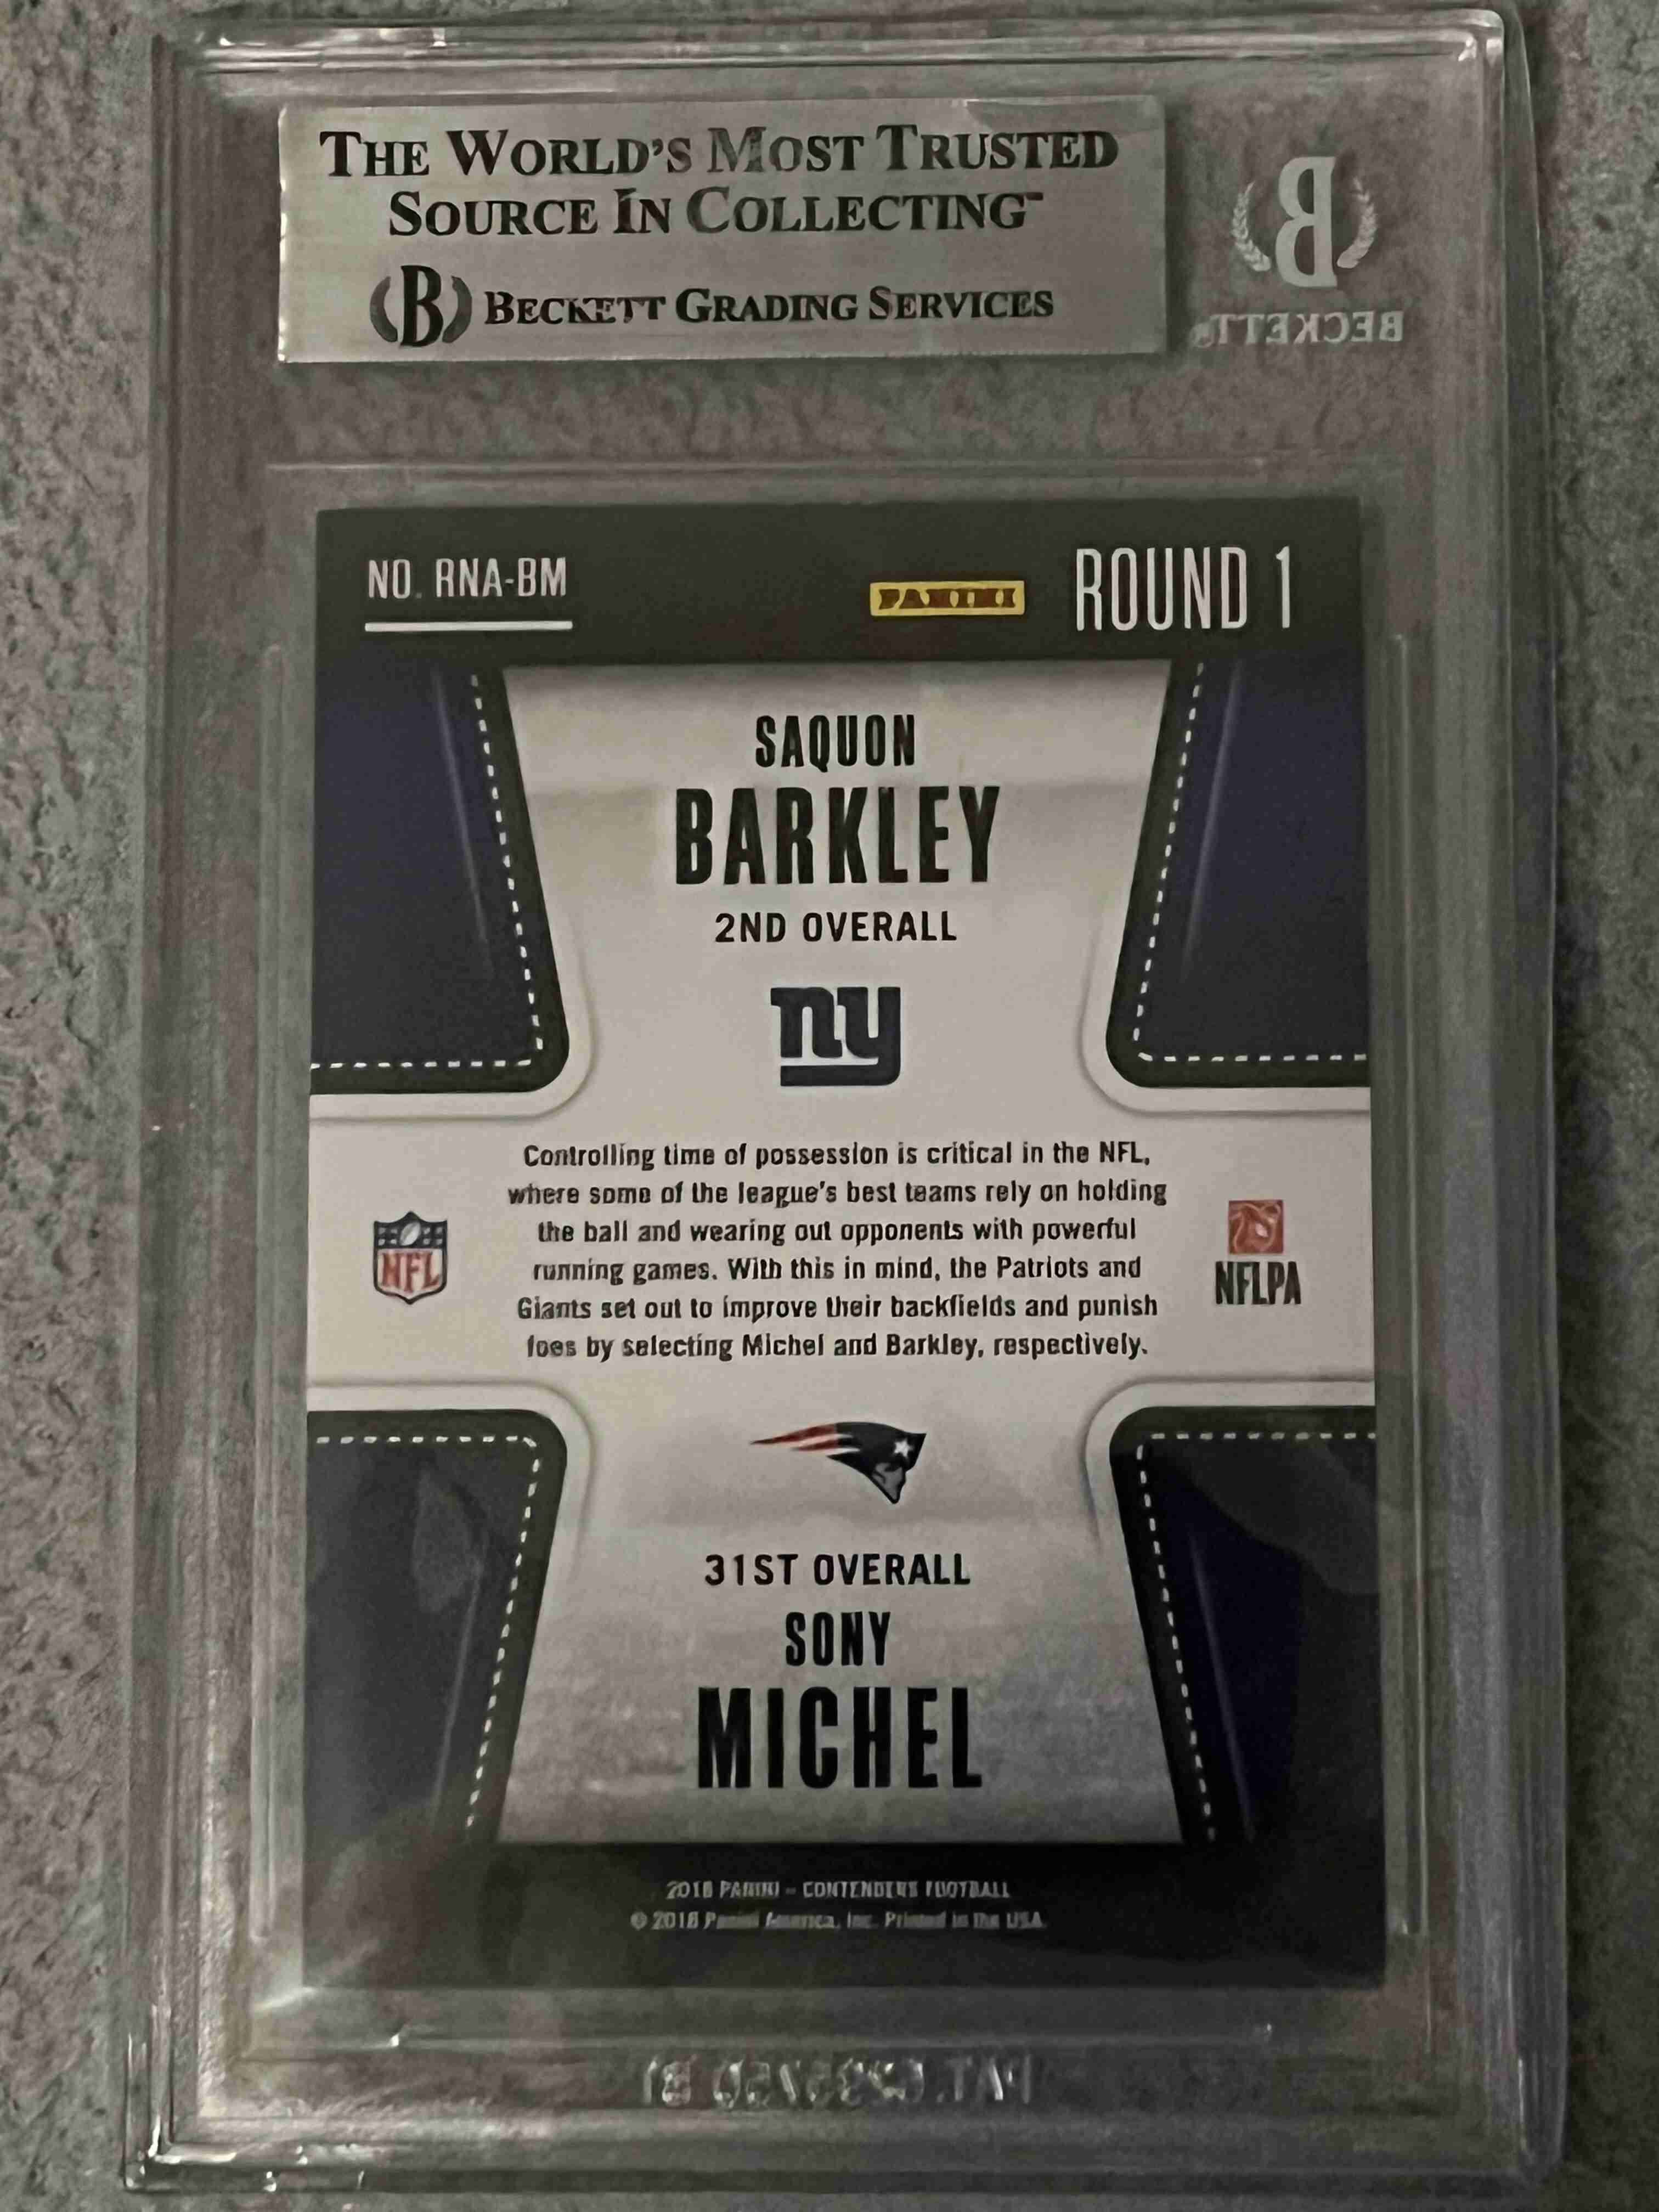 THE WORLD'S MOST TRUSTED
SOURCE IN COLLECTING™
B BECKETT GRADING SERVICES
B
BECKETT
NO. RNA-BM
PANINI
ROUND 1
SAQUON
BARKLEY
2ND OVERALL
ny
Controlling time of possession is critical in the NFL,
where some of the league's best teams rely on holding
the ball and wearing out opponents with powerful
running games. With this in mind, the Patriots and
Giants set out to improve their backfields and punish
foes by selecting Michel and Barkley, respectively.
NFL
NFLPA
31ST OVERALL
SONY
MICHEL
2018 PANINI – CONTENDERS FOOTBALL
© 2018 Panini America, Inc. Printed in the USA.
PAT.